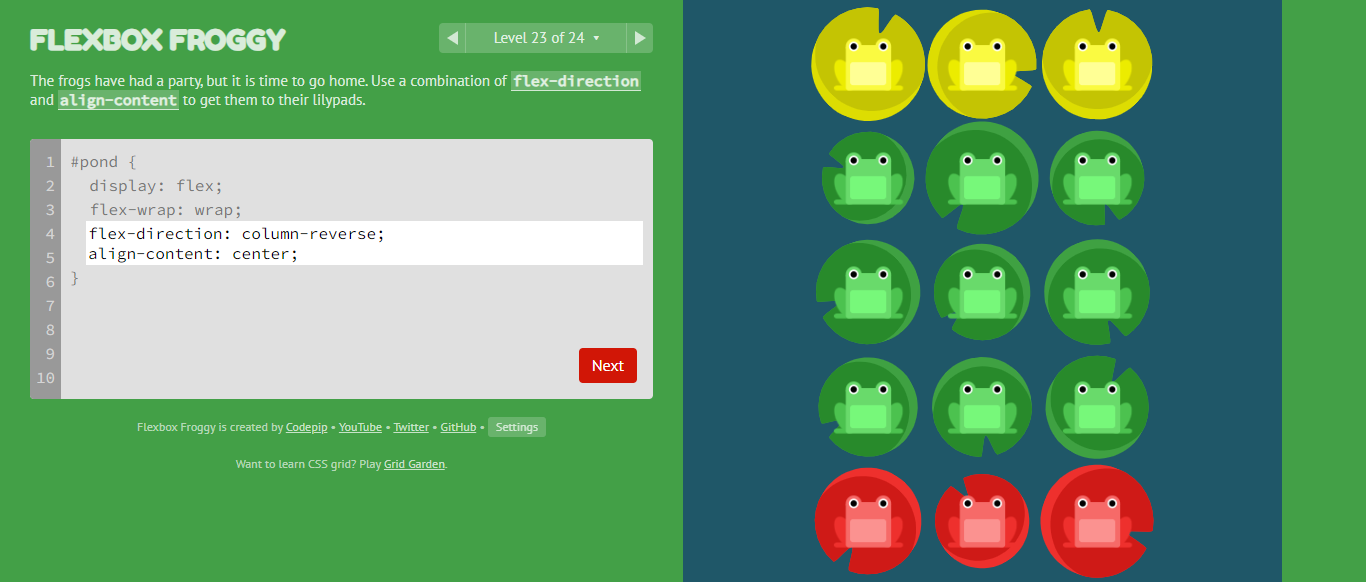 FLEXBOX FROGGY
Level 23 of 24
The frogs have had a party, but it is time to go home. Use a combination of flex-direction
and align-content to get them to their lilypads.
1 #pond {
2 display: flex;
3 flex-wrap: wrap;
4 flex-direction: column-reverse;
5 align-content: center;
6 }
7
8
9
10
Next
Flexbox Froggy is created by Codepip • YouTube • Twitter • GitHub • Settings
Want to learn CSS grid? Play Grid Garden.